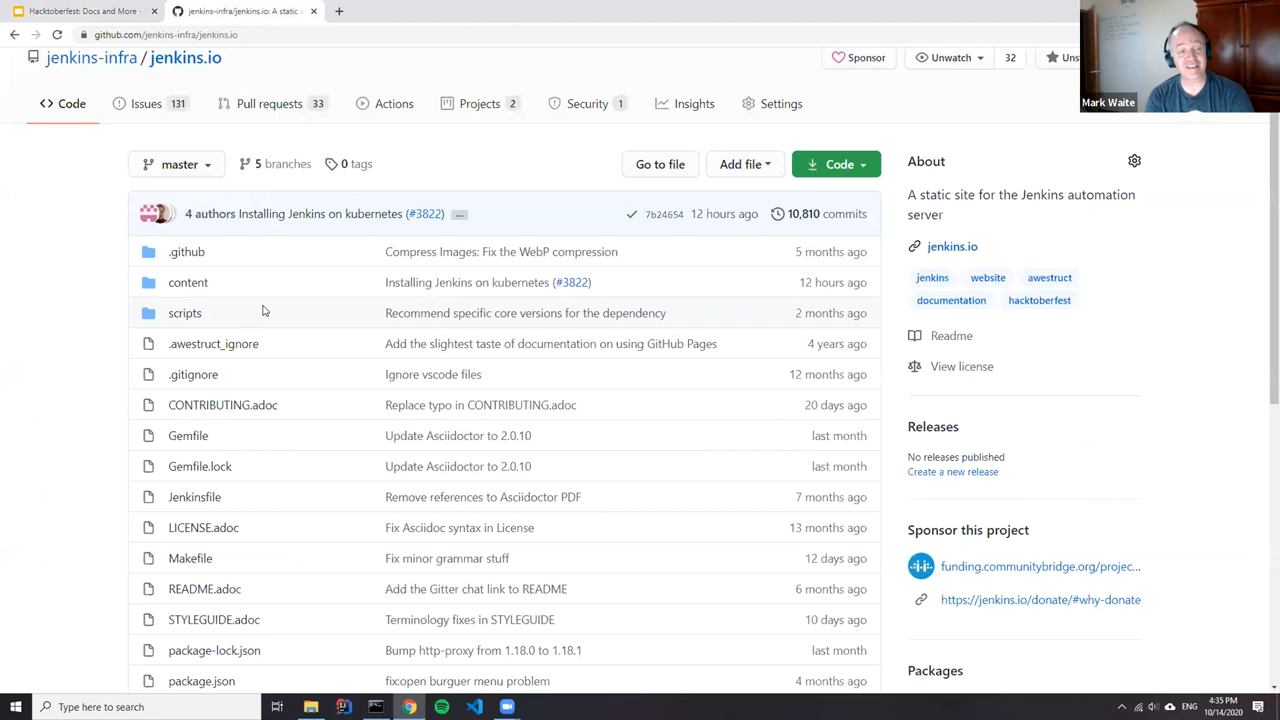 Hacktoberfest: Docs and More -
jenkins-infra/jenkins.io: A static
github.com/jenkins-infra/jenkins.io
jenkins-infra / jenkins.io
Sponsor
Unwatch
32
Uns
Code
Issues 131
Pull requests 33
Actions
Projects 2
Security 1
Insights
Settings
Mark Waite
master
5 branches
0 tags
Go to file
Add file
Code
4 authors Installing Jenkins on kubernetes (#3822) ...
7b24654 12 hours ago
10,810 commits
.github Compress Images: Fix the WebP compression 5 months ago
content Installing Jenkins on kubernetes (#3822) 12 hours ago
scripts Recommend specific core versions for the dependency 2 months ago
.awestruct_ignore Add the slightest taste of documentation on using GitHub Pages 4 years ago
.gitignore Ignore vscode files 12 months ago
CONTRIBUTING.adoc Replace typo in CONTRIBUTING.adoc 20 days ago
Gemfile Update Asciidoctor to 2.0.10 last month
Gemfile.lock Update Asciidoctor to 2.0.10 last month
Jenkinsfile Remove references to Asciidoctor PDF 7 months ago
LICENSE.adoc Fix Asciidoc syntax in License 13 months ago
Makefile Fix minor grammar stuff 12 days ago
README.adoc Add the Gitter chat link to README 6 months ago
STYLEGUIDE.adoc Terminology fixes in STYLEGUIDE 10 days ago
package-lock.json Bump http-proxy from 1.18.0 to 1.18.1 last month
package.json fix:open burguer menu problem 4 months ago
About
A static site for the Jenkins automation
server
jenkins.io
jenkins website awestruct
documentation hacktoberfest
Readme
View license
Releases
No releases published
Create a new release
Sponsor this project
funding.communitybridge.org/projec...
https://jenkins.io/donate/#why-donate
Packages
Type here to search
4:35 PM
10/14/2020